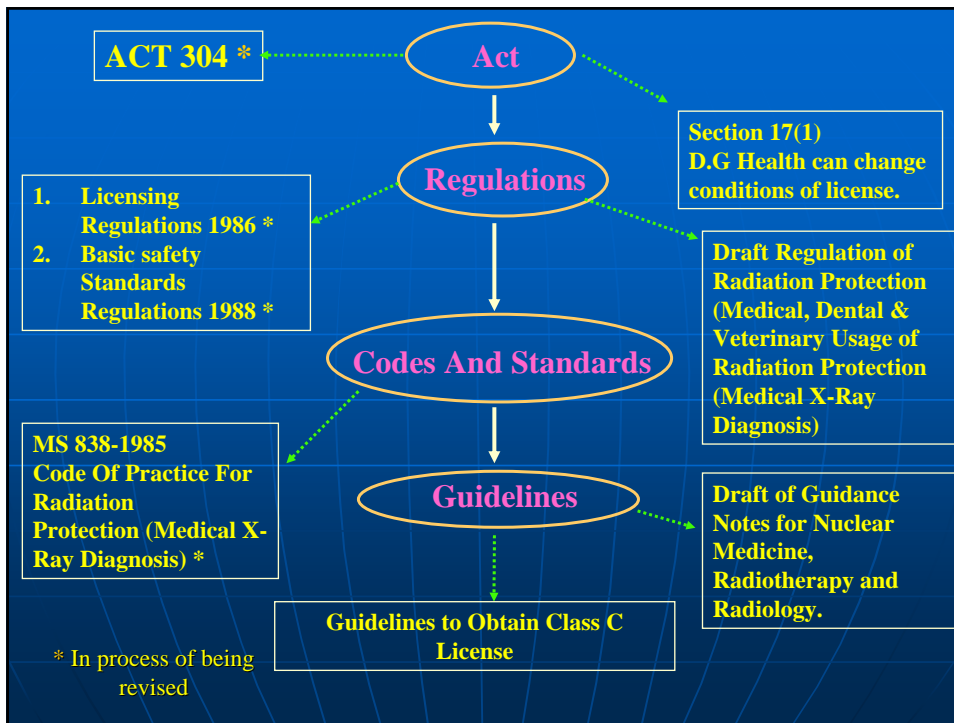 ACT 304 *
Act
Section 17(1)
D.G Health can change
conditions of license.
Regulations
1. Licensing
Regulations 1986 *
2. Basic safety
Standards
Regulations 1988 *
Draft Regulation of
Radiation Protection
(Medical, Dental &
Veterinary Usage of
Radiation Protection
(Medical X-Ray
Diagnosis)
Codes And Standards
MS 838-1985
Code Of Practice For
Radiation
Protection (Medical X-
Ray Diagnosis) *
Guidelines
Draft of Guidance
Notes for Nuclear
Medicine,
Radiotherapy and
Radiology.
Guidelines to Obtain Class C
License
* In process of being
revised